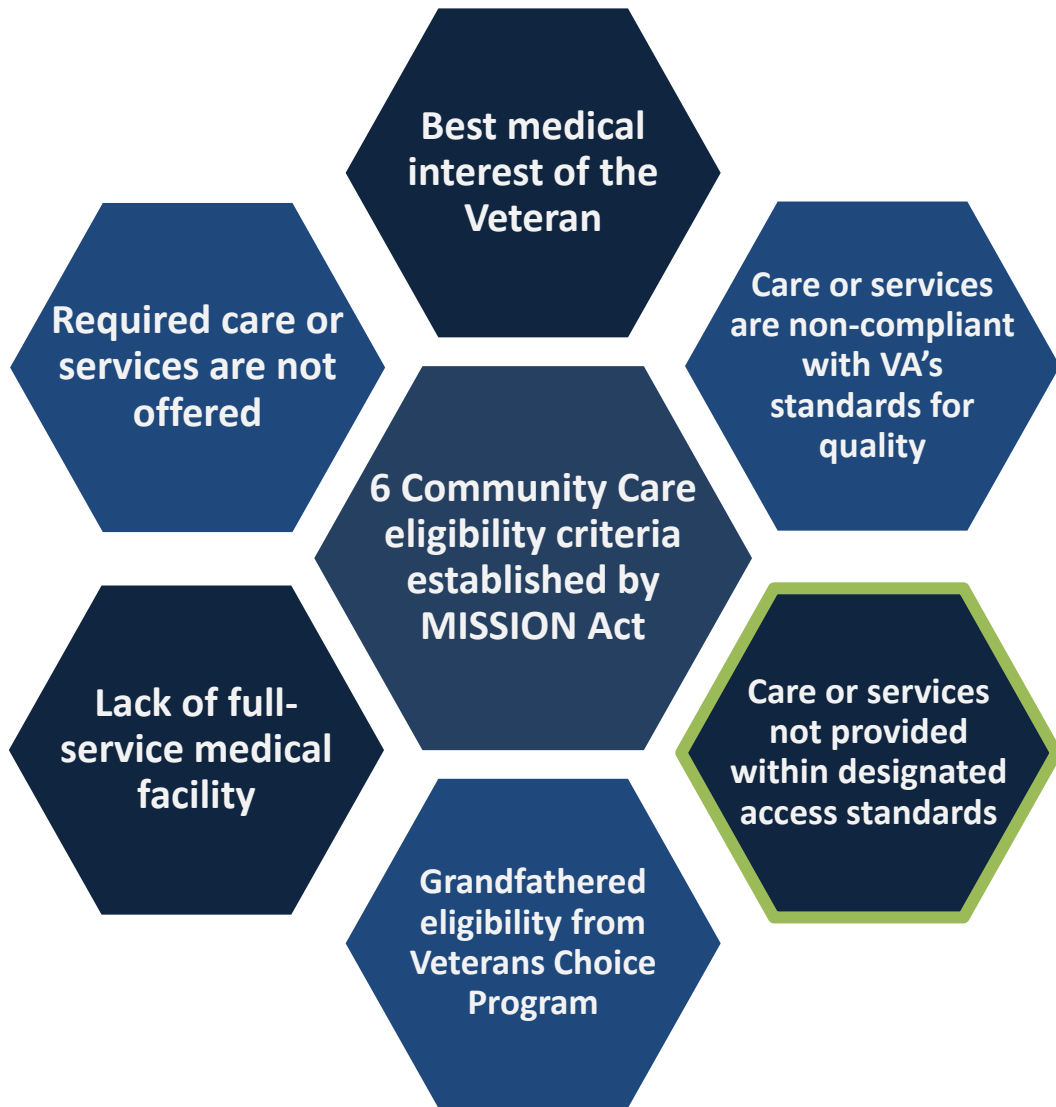 Best medical
interest of the
Veteran
Required care or
services are not
offered
Care or services
are non-compliant
with VA’s
standards for
quality
6 Community Care
eligibility criteria
established by
MISSION Act
Lack of full-
service medical
facility
Care or services
not provided
within designated
access standards
Grandfathered
eligibility from
Veterans Choice
Program